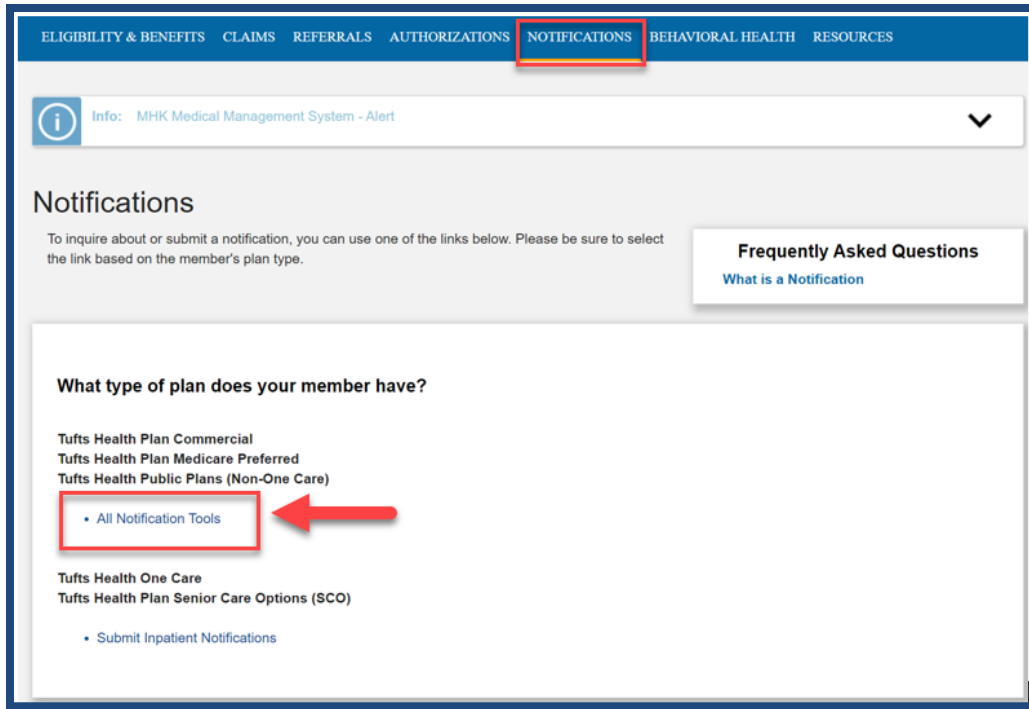 ELIGIBILITY & BENEFITS CLAIMS REFERRALS AUTHORIZATIONS NOTIFICATIONS BEHAVIORAL HEALTH RESOURCES
Info: MHK Medical Management System - Alert
Notifications
To inquire about or submit a notification, you can use one of the links below. Please be sure to select
the link based on the member's plan type.
Frequently Asked Questions
What is a Notification
What type of plan does your member have?
Tufts Health Plan Commercial
Tufts Health Plan Medicare Preferred
Tufts Health Public Plans (Non-One Care)
• All Notification Tools
Tufts Health One Care
Tufts Health Plan Senior Care Options (SCO)
• Submit Inpatient Notifications